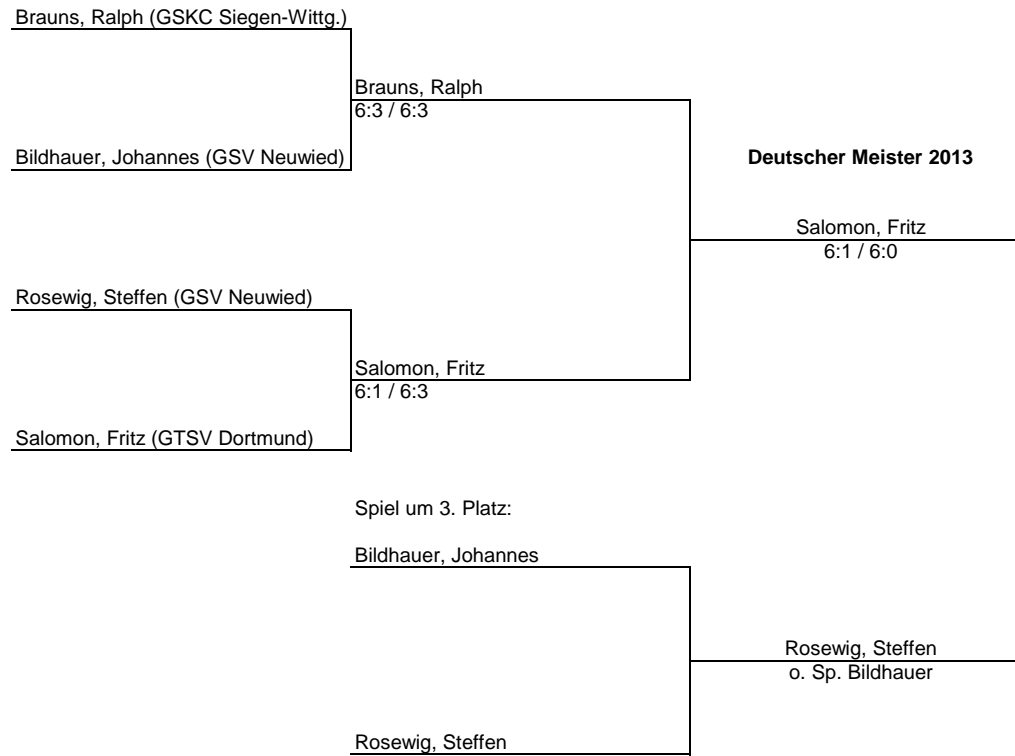 Brauns, Ralph (GSKC Siegen-Wittg.)
Brauns, Ralph
6:3 / 6:3
Bildhauer, Johannes (GSV Neuwied)
Deutscher Meister 2013
Salomon, Fritz
6:1 / 6:0
Rosewig, Steffen (GSV Neuwied)
Salomon, Fritz
6:1 / 6:3
Salomon, Fritz (GTSV Dortmund)
Spiel um 3. Platz:
Bildhauer, Johannes
Rosewig, Steffen
o. Sp. Bildhauer
Rosewig, Steffen